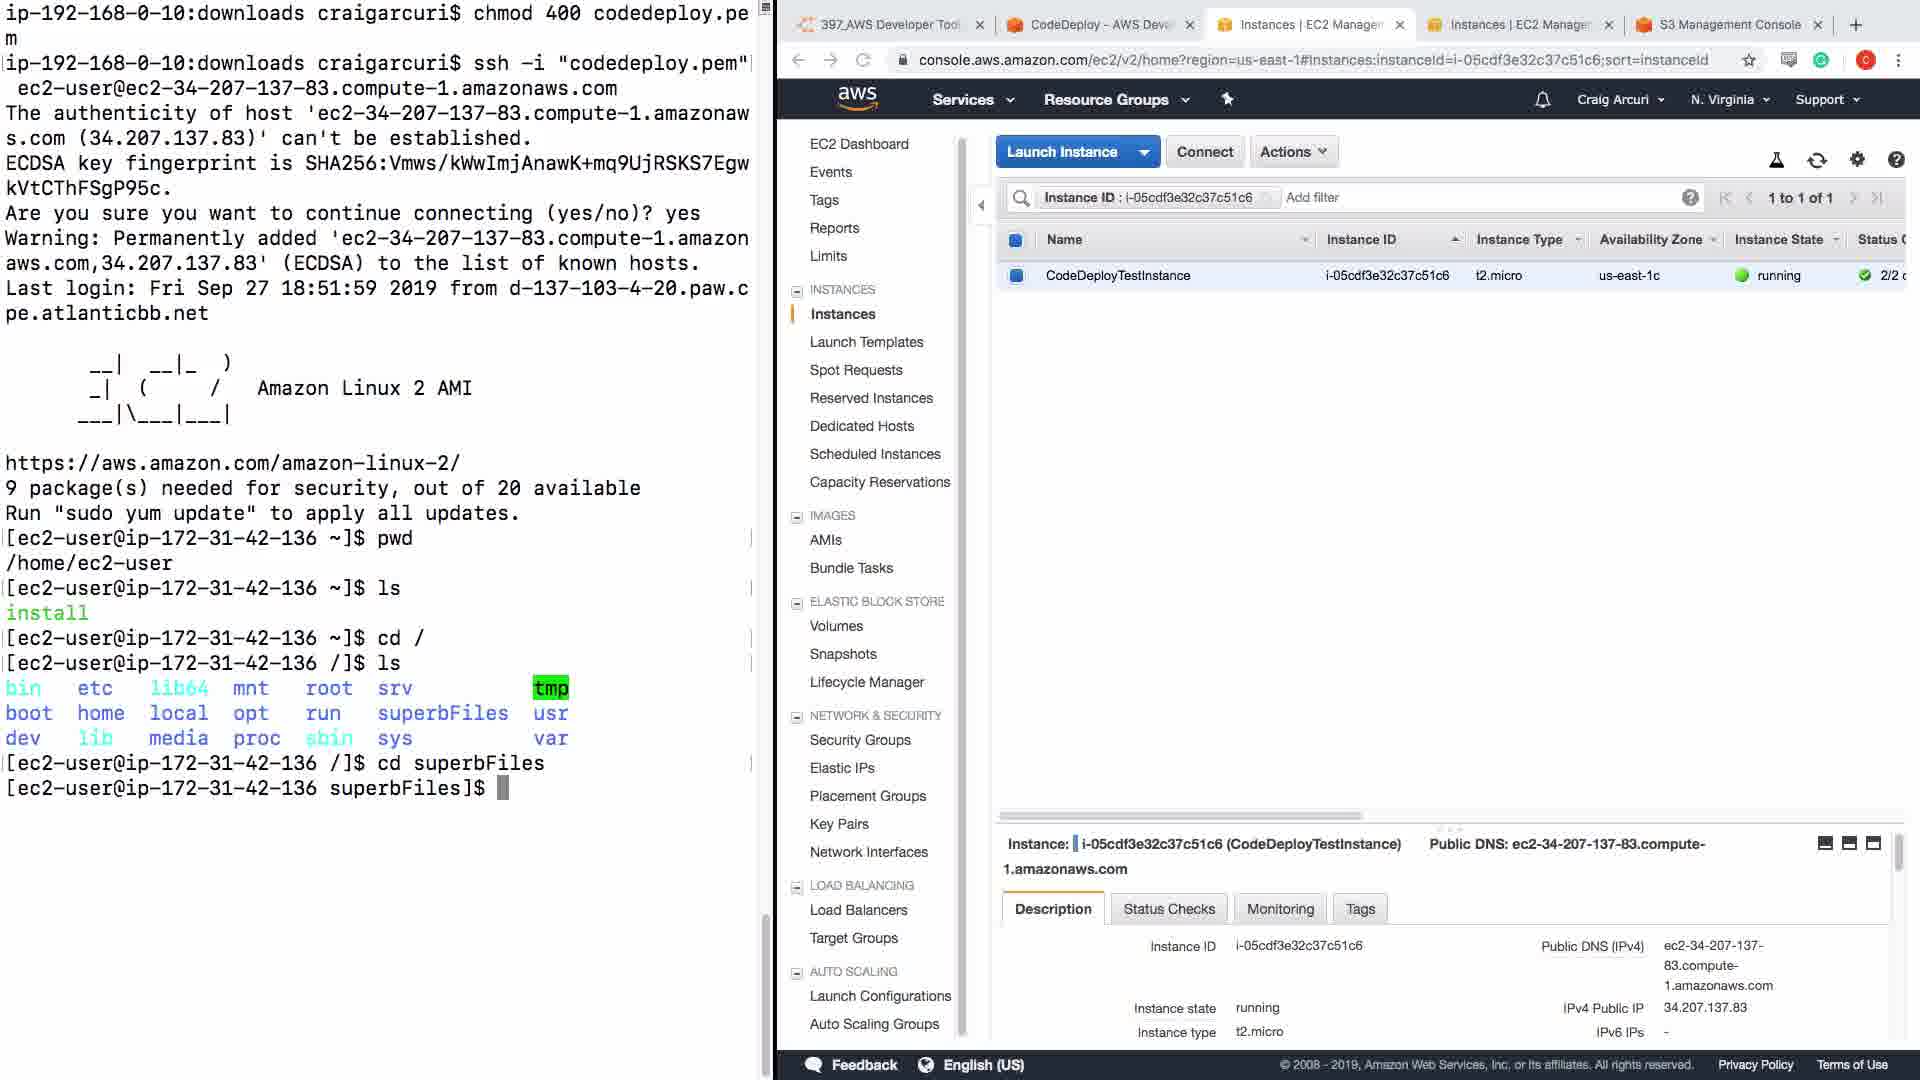 ip-192-168-0-10:downloads craigarcuri$ chmod 400 codedeploy.pe
m
ip-192-168-0-10:downloads craigarcuri$ ssh -i "codedeploy.pem"
ec2-user@ec2-34-207-137-83.compute-1.amazonaws.com
The authenticity of host 'ec2-34-207-137-83.compute-1.amazonaw
s.com (34.207.137.83)' can't be established.
ECDSA key fingerprint is SHA256:Vmws/kWwImjAnawK+mq9UjRSKS7Egw
kVtCThFSgP95c.
Are you sure you want to continue connecting (yes/no)? yes
Warning: Permanently added 'ec2-34-207-137-83.compute-1.amazon
aws.com,34.207.137.83' (ECDSA) to the list of known hosts.
Last login: Fri Sep 27 18:51:59 2019 from d-137-103-4-20.paw.c
pe.atlanticbb.net
__|  __|_  )
_|  (     /   Amazon Linux 2 AMI
___|\___|___|
https://aws.amazon.com/amazon-linux-2/
9 package(s) needed for security, out of 20 available
Run "sudo yum update" to apply all updates.
[ec2-user@ip-172-31-42-136 ~]$ pwd
/home/ec2-user
[ec2-user@ip-172-31-42-136 ~]$ ls
install
[ec2-user@ip-172-31-42-136 ~]$ cd /
[ec2-user@ip-172-31-42-136 /]$ ls
bin etc lib64 mnt root srv tmp
boot home local opt run superbFiles usr
dev lib media proc sbin sys var
[ec2-user@ip-172-31-42-136 /]$ cd superbFiles
[ec2-user@ip-172-31-42-136 superbFiles]$
397_AWS Developer Tool
CodeDeploy - AWS Deve
Instances | EC2 Manager
Instances | EC2 Manager
S3 Management Console
console.aws.amazon.com/ec2/v2/home?region=us-east-1#Instances:instanceId=i-05cdf3e32c37c51c6;sort=instanceId
C
aws
Services
Resource Groups
Craig Arcuri
N. Virginia
Support
EC2 Dashboard
Events
Tags
Reports
Limits
INSTANCES
Instances
Launch Templates
Spot Requests
Reserved Instances
Dedicated Hosts
Scheduled Instances
Capacity Reservations
IMAGES
AMIs
Bundle Tasks
ELASTIC BLOCK STORE
Volumes
Snapshots
Lifecycle Manager
NETWORK & SECURITY
Security Groups
Elastic IPs
Placement Groups
Key Pairs
Network Interfaces
LOAD BALANCING
Load Balancers
Target Groups
AUTO SCALING
Launch Configurations
Auto Scaling Groups
Launch Instance
Connect
Actions
Instance ID : i-05cdf3e32c37c51c6
Add filter
1 to 1 of 1
Name Instance ID Instance Type Availability Zone Instance State Status C
CodeDeployTestInstance i-05cdf3e32c37c51c6 t2.micro us-east-1c running 2/2 c
Instance: i-05cdf3e32c37c51c6 (CodeDeployTestInstance) Public DNS: ec2-34-207-137-83.compute-
1.amazonaws.com
Description
Status Checks
Monitoring
Tags
Instance ID i-05cdf3e32c37c51c6
Instance state running
Instance type t2.micro
Public DNS (IPv4) ec2-34-207-137-
83.compute-
1.amazonaws.com
IPv4 Public IP 34.207.137.83
IPv6 IPs -
Feedback
English (US)
© 2008 - 2019, Amazon Web Services, Inc. or its affiliates. All rights reserved.
Privacy Policy
Terms of Use